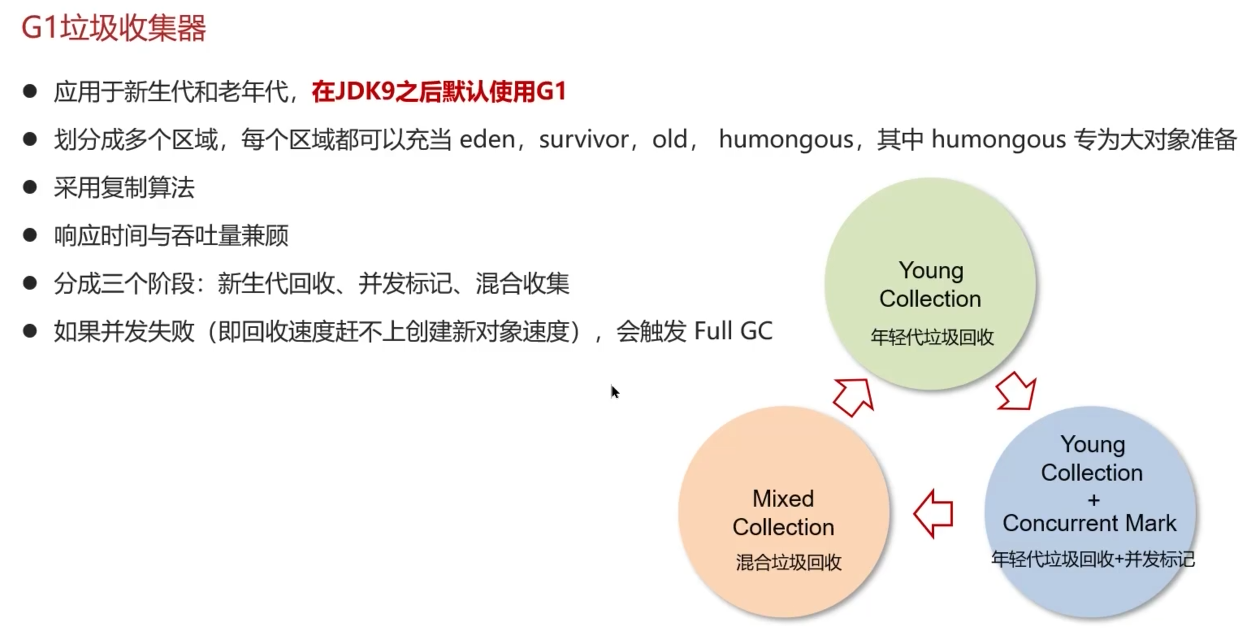 G1垃圾收集器
● 应用于新生代和老年代，在JDK9之后默认使用G1
● 划分成多个区域，每个区域都可以充当 eden，survivor，old， humongous，其中 humongous 专为大对象准备
● 采用复制算法
● 响应时间与吞吐量兼顾
● 分成三个阶段：新生代回收、并发标记、混合收集
● 如果并发失败（即回收速度赶不上创建新对象速度），会触发 Full GC
Young
Collection
年轻代垃圾回收
Young
Collection
+
Concurrent Mark
年轻代垃圾回收+并发标记
Mixed
Collection
混合垃圾回收